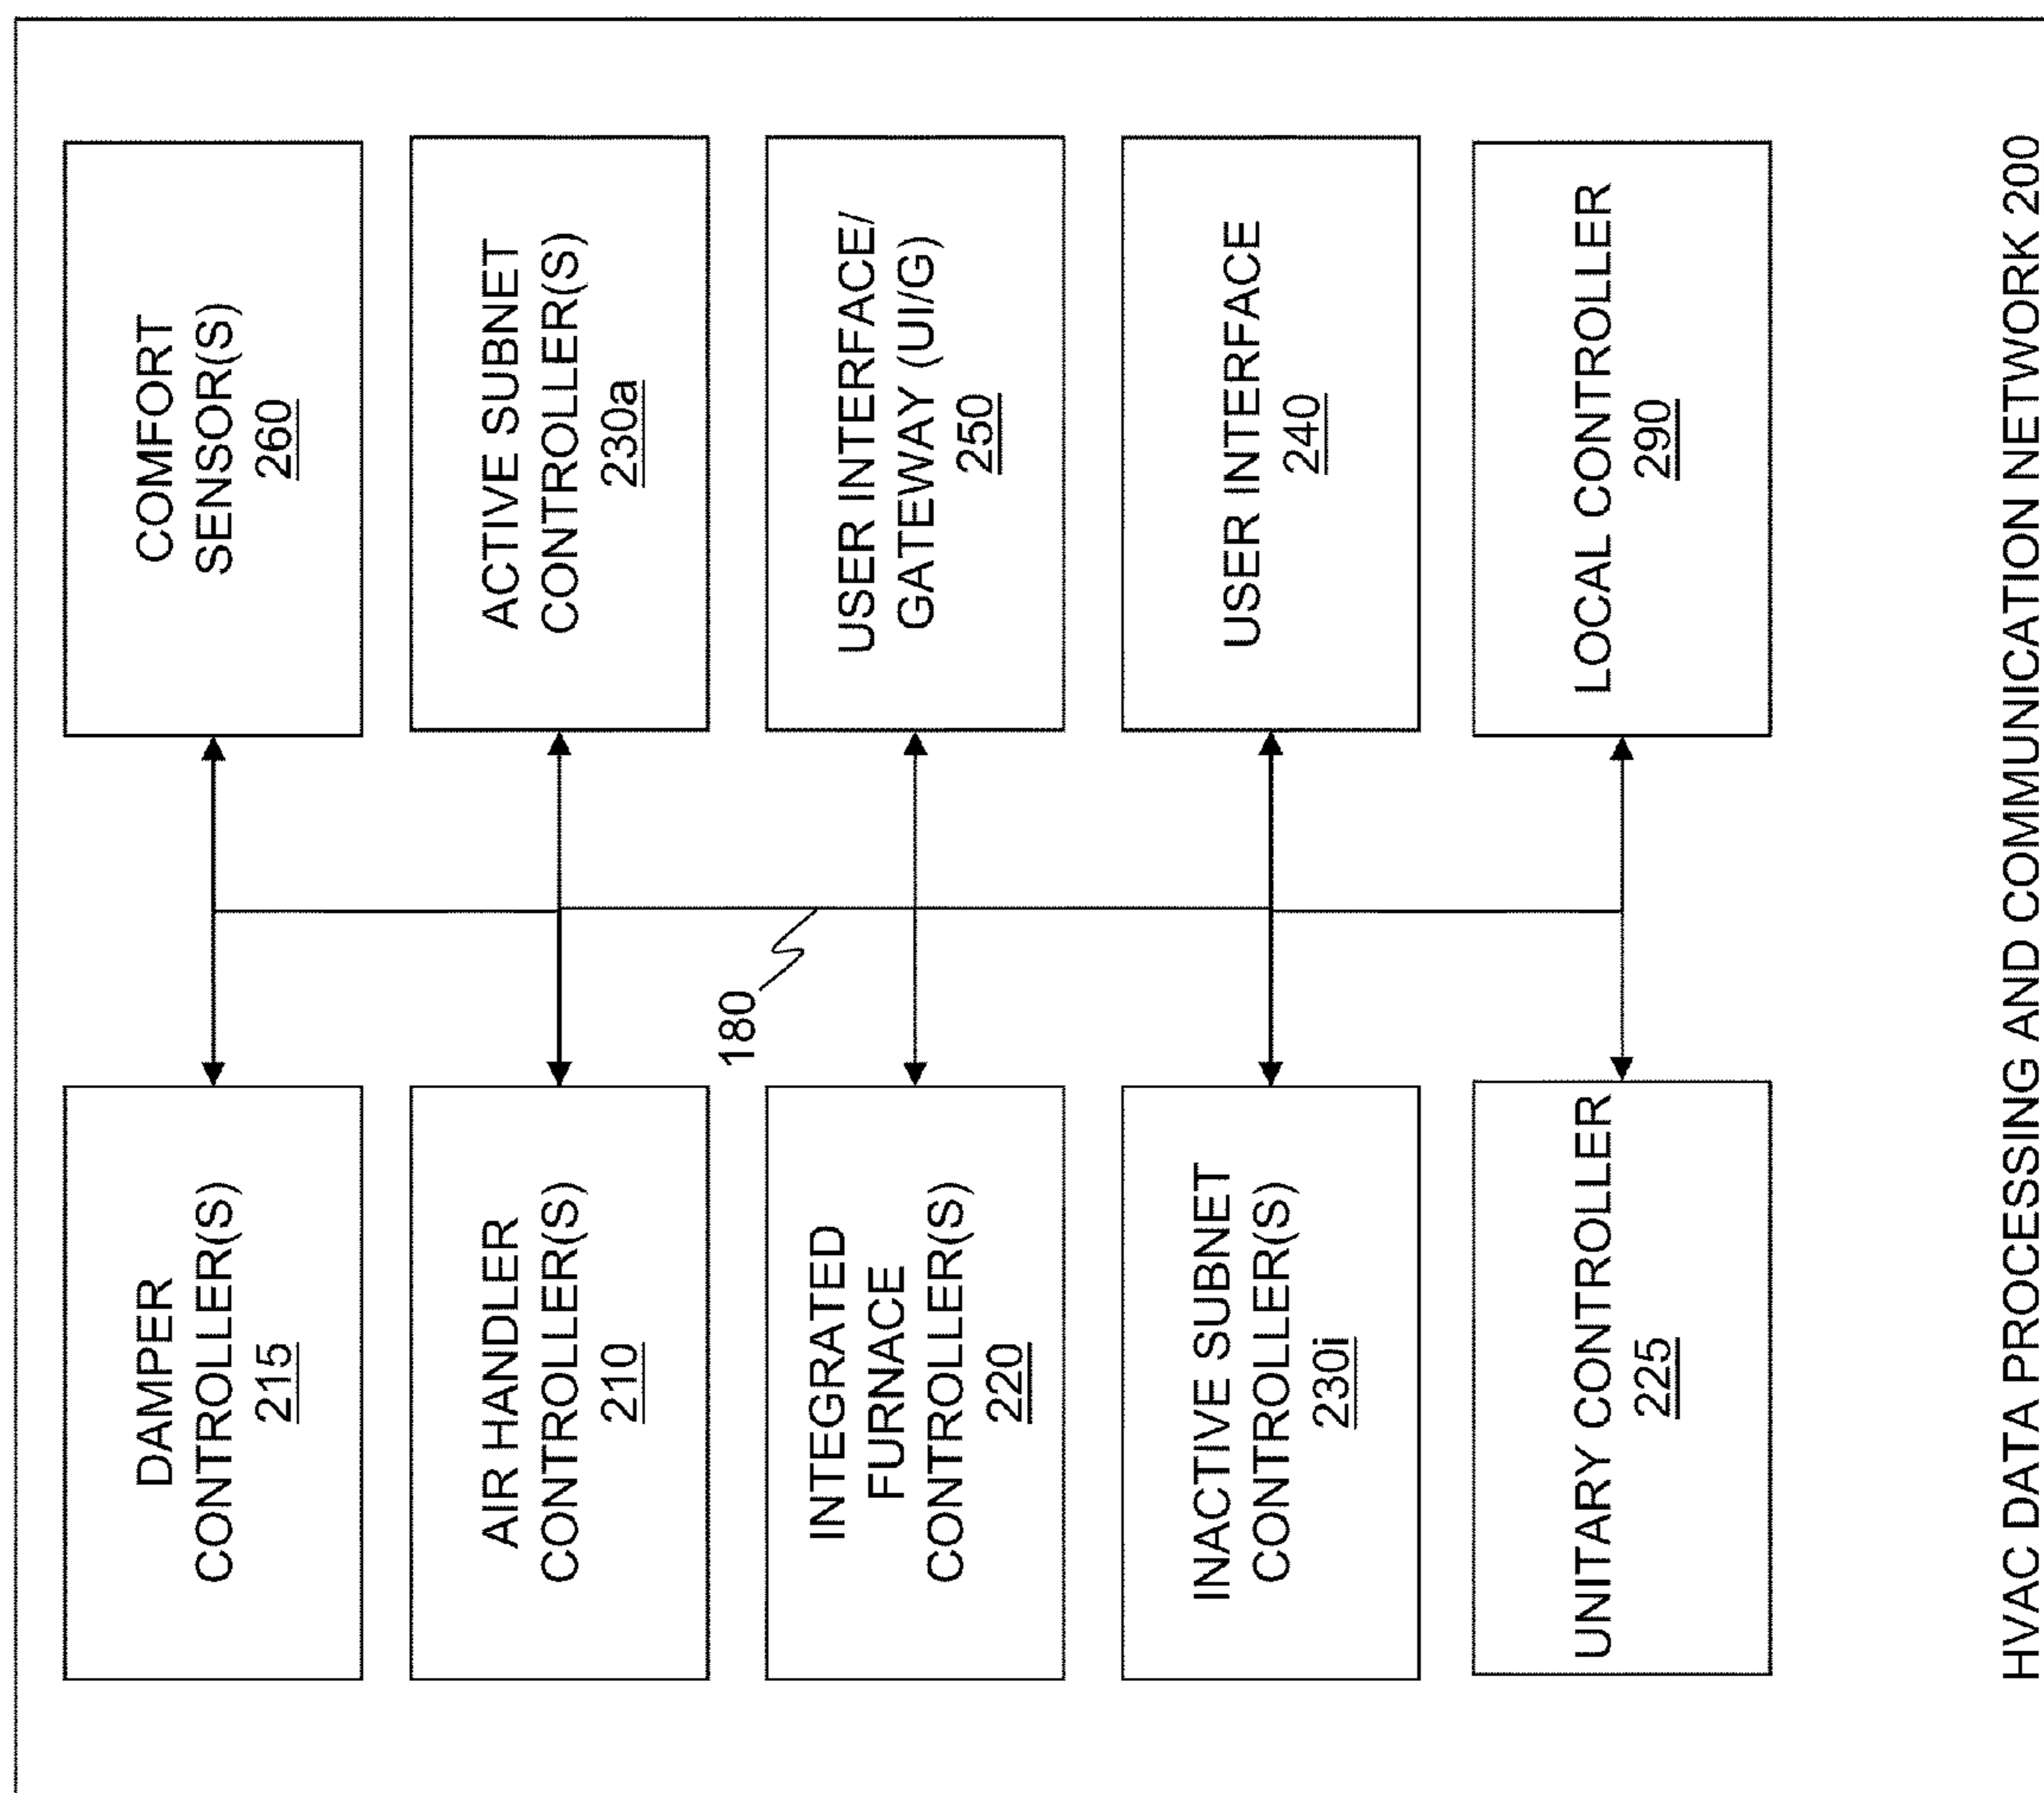 DAMPER
CONTROLLER(S)
215
COMFORT
SENSOR(S)
260
AIR HANDLER
CONTROLLER(S)
210
ACTIVE SUBNET
CONTROLLER(S)
230a
180
INTEGRATED
FURNACE
CONTROLLER(S)
220
USER INTERFACE/
GATEWAY (UI/G)
250
INACTIVE SUBNET
CONTROLLER(S)
230i
USER INTERFACE
240
UNITARY CONTROLLER
225
LOCAL CONTROLLER
290
HVAC DATA PROCESSING AND COMMUNICATION NETWORK 200